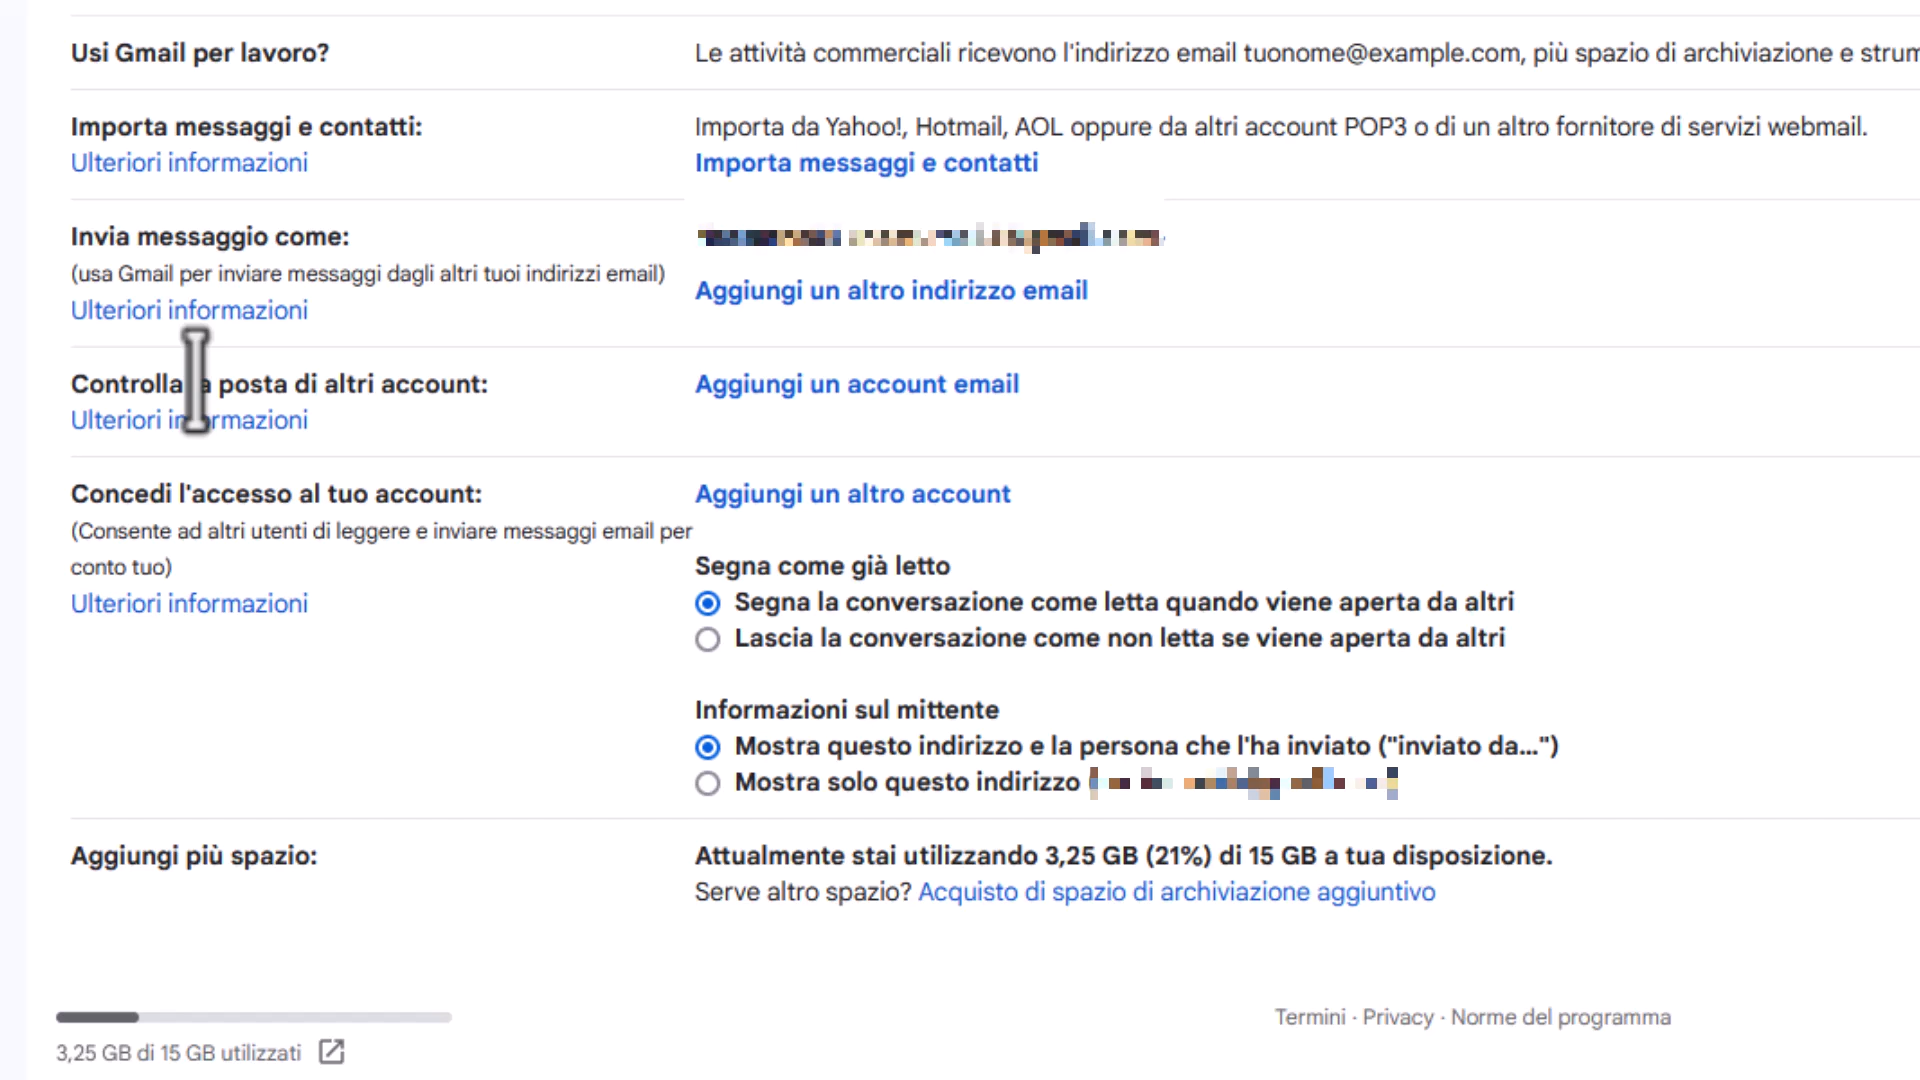 Usi Gmail per lavoro?
Le attività commerciali ricevono l'indirizzo email tuonome@example.com, più spazio di archiviazione e strum
Importa messaggi e contatti:
Ulteriori informazioni
Importa da Yahoo!, Hotmail, AOL oppure da altri account POP3 o di un altro fornitore di servizi webmail.
Importa messaggi e contatti
Invia messaggio come:
(usa Gmail per inviare messaggi dagli altri tuoi indirizzi email)
Ulteriori informazioni
Aggiungi un altro indirizzo email
Controlla la posta di altri account:
Ulteriori informazioni
Aggiungi un account email
Concedi l'accesso al tuo account:
(Consente ad altri utenti di leggere e inviare messaggi email per
conto tuo)
Ulteriori informazioni
Aggiungi un altro account
Segna come già letto
Segna la conversazione come letta quando viene aperta da altri
Lascia la conversazione come non letta se viene aperta da altri
Informazioni sul mittente
Mostra questo indirizzo e la persona che l'ha inviato ("inviato da...")
Mostra solo questo indirizzo
Aggiungi più spazio:
Attualmente stai utilizzando 3,25 GB (21%) di 15 GB a tua disposizione.
Serve altro spazio? Acquisto di spazio di archiviazione aggiuntivo
3,25 GB di 15 GB utilizzati
Termini · Privacy · Norme del programma